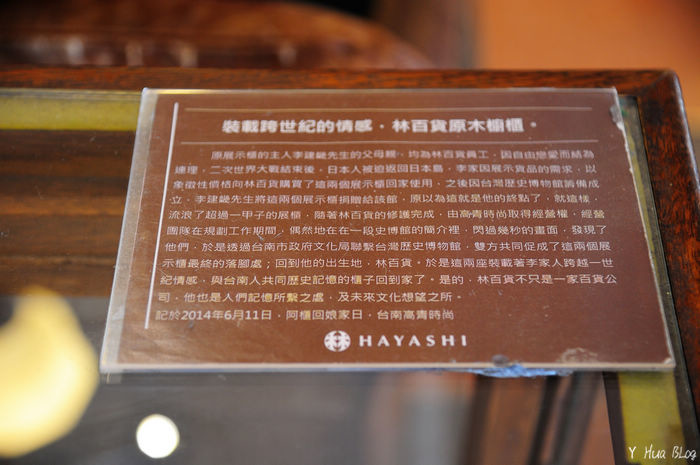 裝載跨世紀的情感，林百貨原木櫥櫃。
原展示櫃的主人李建畿先生的父母親，均為林百貨員工，因自由戀愛而結為
連理，二次世界大戰結束後，日本人被迫返回日本島，李家因展示貨品的需求，以
象徵性價格向林百貨購買了這兩個展示櫃回家使用，之後因台灣歷史博物館籌備成
立，李建畿先生將這兩個展示櫃捐贈給該館，原以為這就是他的終點了，就這樣
流浪了超過一甲子的展櫃，隨著林百貨的修護完成，由高青時尚取得經營權，經營
團隊在規劃工作期間，偶然地在在一段史博館的簡介裡，閃過幾秒的畫面，發現了
他們，於是透過台南市政府文化局聯繫台灣歷史博物館，雙方共同促成了這兩個展
示櫃最終的落腳處；回到他的出生地，林百貨。於是這兩座裝載著李家人跨越一世
紀情感，與台南人共同歷史記憶的櫃子回到家了。是的，林百貨不只是一家百貨公
司，他也是人們記憶所繫之處，及未來文化想望之所。
記於2014年6月11日，阿櫃回娘家日，台南高青時尚
HAYASHI
Y Hua BLog